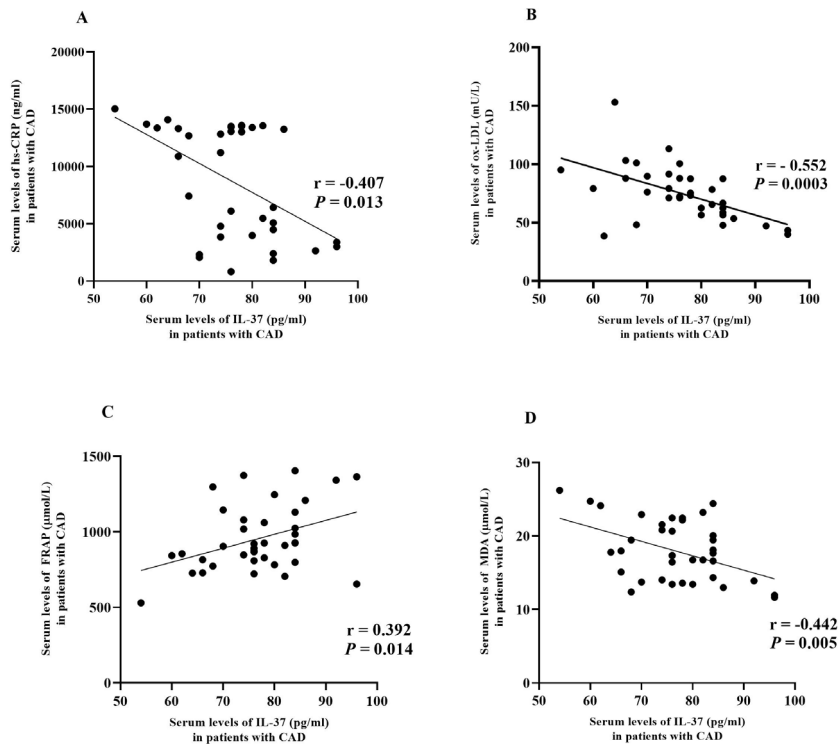 A
20000
15000
10000
5000
0
50 60 70 80 90 100
Serum levels of hs-CRP (ng/ml)
in patients with CAD
r = -0.407
P = 0.013
Serum levels of IL-37 (pg/ml)
in patients with CAD
B
200
150
100
50
0
50 60 70 80 90 100
Serum levels of ox-LDL (mU/L)
in patients with CAD
r = - 0.552
P = 0.0003
Serum levels of IL-37 (pg/ml)
in patients with CAD
C
1500
1000
500
0
50 60 70 80 90 100
Serum levels of FRAP (μmol/L)
in patients with CAD
r = 0.392
P = 0.014
Serum levels of IL-37 (pg/ml)
in patients with CAD
D
30
20
10
0
50 60 70 80 90 100
Serum levels of MDA (μmol/L)
in patients with CAD
r = -0.442
P = 0.005
Serum levels of IL-37 (pg/ml)
in patients with CAD